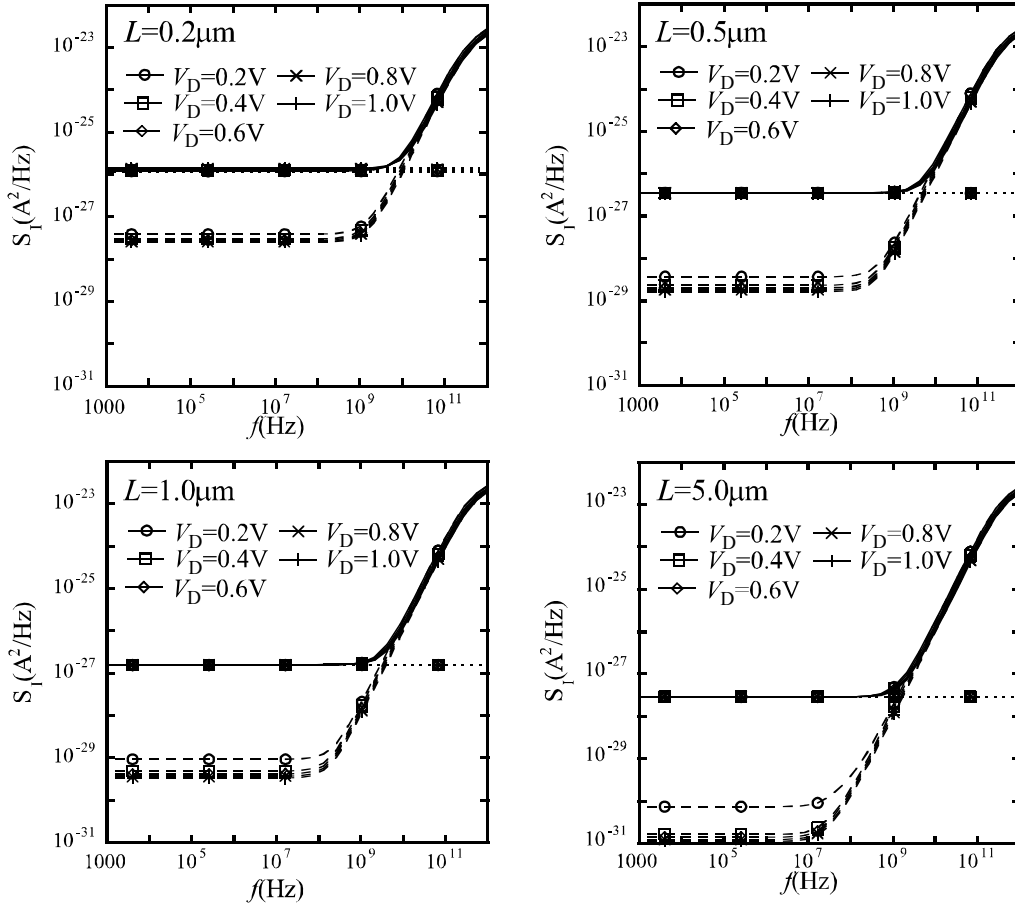 L=0.2μm
V_D=0.2V V_D=0.8V
V_D=0.4V V_D=1.0V
V_D=0.6V
10^-23
10^-25
10^-27
10^-29
10^-31
S_I(A^2/Hz)
1000 10^5 10^7 10^9 10^11
f(Hz)
L=0.5μm
V_D=0.2V V_D=0.8V
V_D=0.4V V_D=1.0V
V_D=0.6V
10^-23
10^-25
10^-27
10^-29
10^-31
S_I(A^2/Hz)
1000 10^5 10^7 10^9 10^11
f(Hz)
L=1.0μm
V_D=0.2V V_D=0.8V
V_D=0.4V V_D=1.0V
V_D=0.6V
10^-23
10^-25
10^-27
10^-29
10^-31
S_I(A^2/Hz)
1000 10^5 10^7 10^9 10^11
f(Hz)
L=5.0μm
V_D=0.2V V_D=0.8V
V_D=0.4V V_D=1.0V
V_D=0.6V
10^-23
10^-25
10^-27
10^-29
10^-31
S_I(A^2/Hz)
1000 10^5 10^7 10^9 10^11
f(Hz)